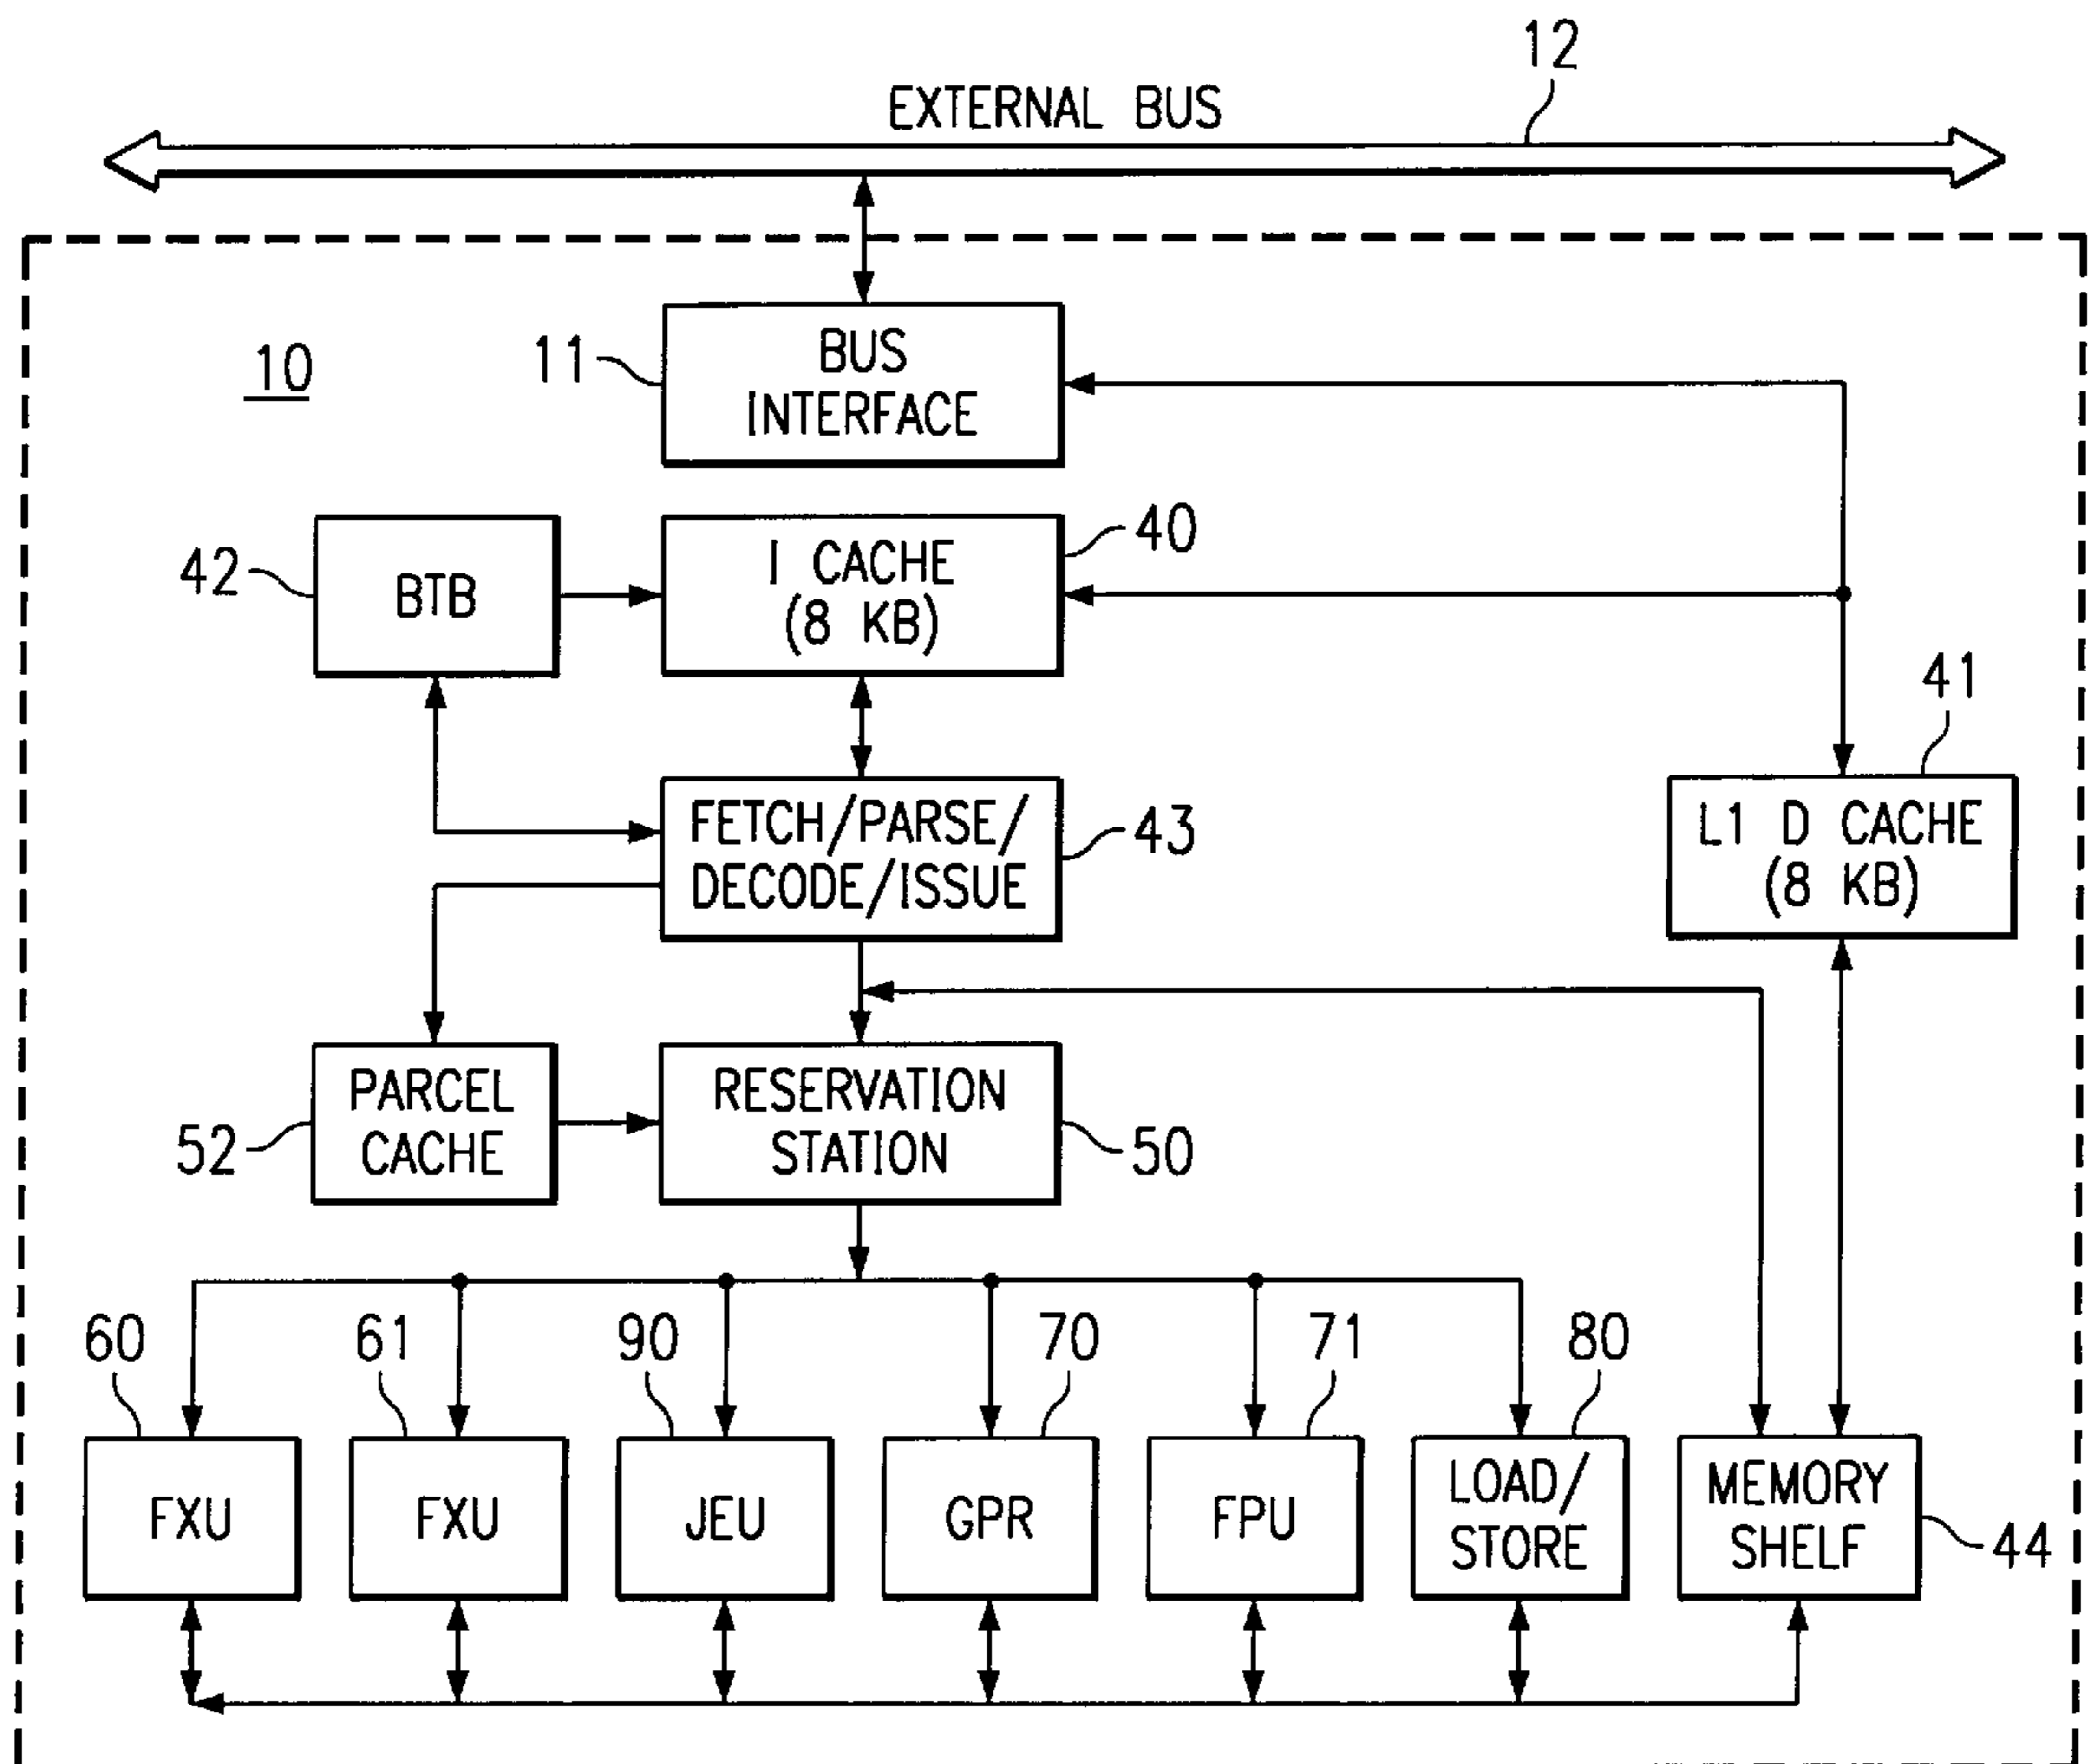 12
EXTERNAL BUS
10
11
BUS
INTERFACE
42
BTB
I CACHE
(8 KB)
40
41
L1 D CACHE
(8 KB)
FETCH/PARSE/
DECODE/ISSUE
43
52
PARCEL
CACHE
RESERVATION
STATION
50
60
61
90
70
71
80
FXU
FXU
JEU
GPR
FPU
LOAD/
STORE
MEMORY
SHELF
44